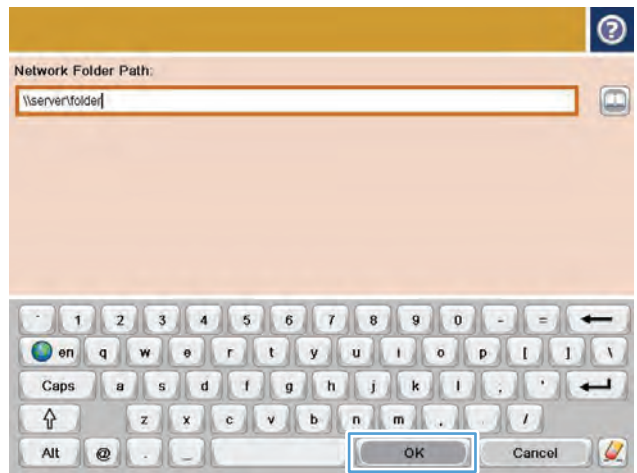 ?
Network Folder Path:
\\server\folder
` 1 2 3 4 5 6 7 8 9 0 - =
en q w e r t y u i o p [ ] \
Caps a s d f g h j k l ; '
z x c v b n m , . /
Alt @ . _ OK Cancel